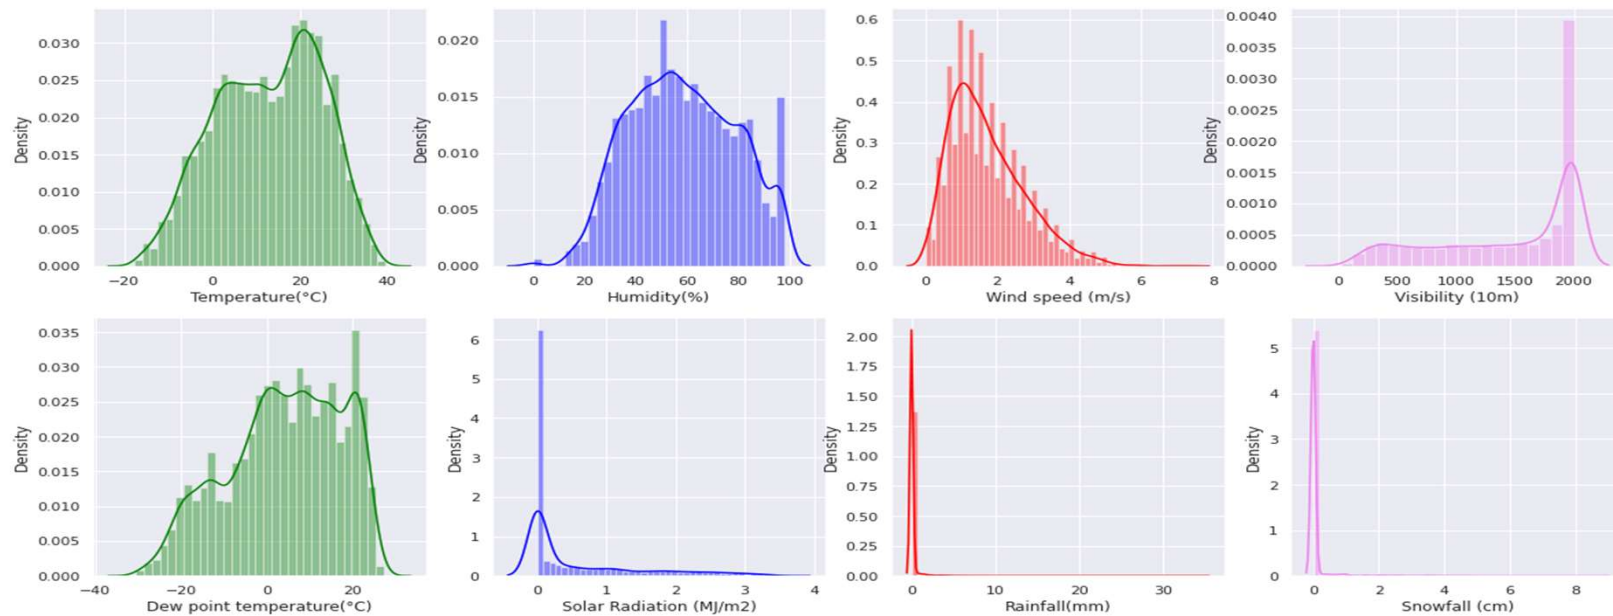 Density
0.030
0.025
0.020
0.015
0.010
0.005
0.000
−20 0 20 40
Temperature(°C)
Density
0.020
0.015
0.010
0.005
0.000
0 20 40 60 80 100
Humidity(%)
Density
0.6
0.5
0.4
0.3
0.2
0.1
0.0
0 2 4 6 8
Wind speed (m/s)
Density
0.0040
0.0035
0.0030
0.0025
0.0020
0.0015
0.0010
0.0005
0.0000
0 500 1000 1500 2000
Visibility (10m)
Density
0.035
0.030
0.025
0.020
0.015
0.010
0.005
0.000
−40 −20 0 20
Dew point temperature(°C)
Density
6
5
4
3
2
1
0
0 1 2 3 4
Solar Radiation (MJ/m2)
Density
2.00
1.75
1.50
1.25
1.00
0.75
0.50
0.25
0.00
0 10 20 30
Rainfall(mm)
Density
5
4
3
2
1
0
0 2 4 6 8
Snowfall (cm)